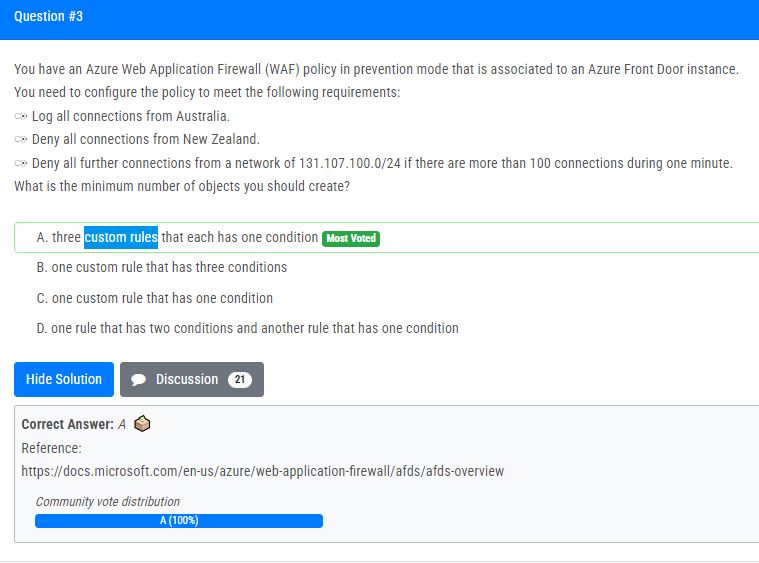 Question #3
You have an Azure Web Application Firewall (WAF) policy in prevention mode that is associated to an Azure Front Door instance.
You need to configure the policy to meet the following requirements:
Log all connections from Australia.
Deny all connections from New Zealand.
Deny all further connections from a network of 131.107.100.0/24 if there are more than 100 connections during one minute.
What is the minimum number of objects you should create?
A. three custom rules that each has one condition Most Voted
B. one custom rule that has three conditions
C. one custom rule that has one condition
D. one rule that has two conditions and another rule that has one condition
Hide Solution Discussion 21
Correct Answer: A
Reference:
https://docs.microsoft.com/en-us/azure/web-application-firewall/afds/afds-overview
Community vote distribution
A (100%)